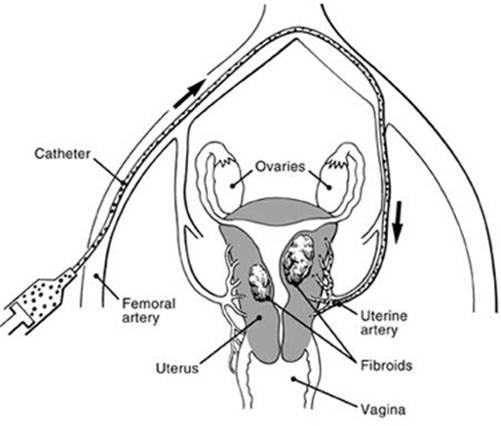 Catheter
Ovaries
Femoral
artery
Uterine
artery
Uterus
Fibroids
Vagina